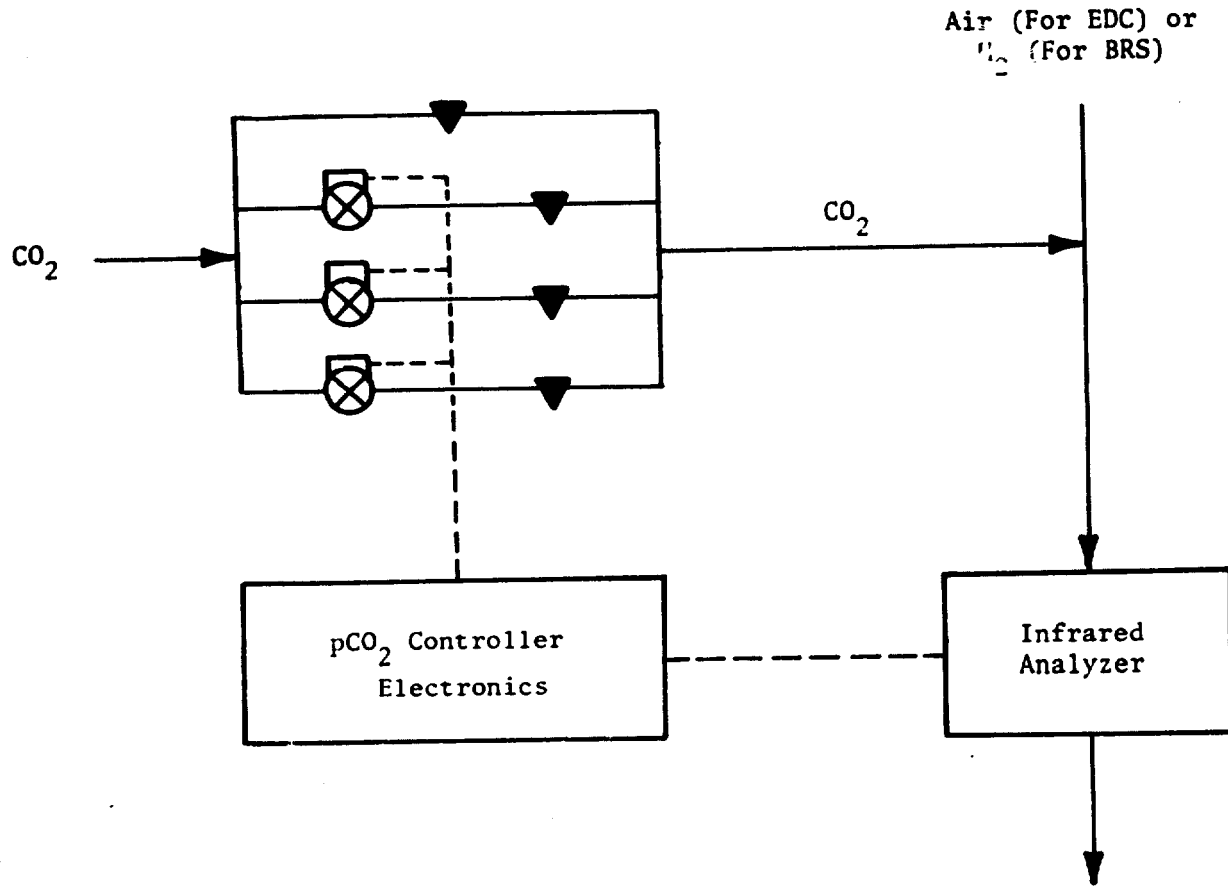 Air (For EDC) or
(For BRS)
CO₂
CO₂
pCO₂ Controller
Electronics
Infrared
Analyzer